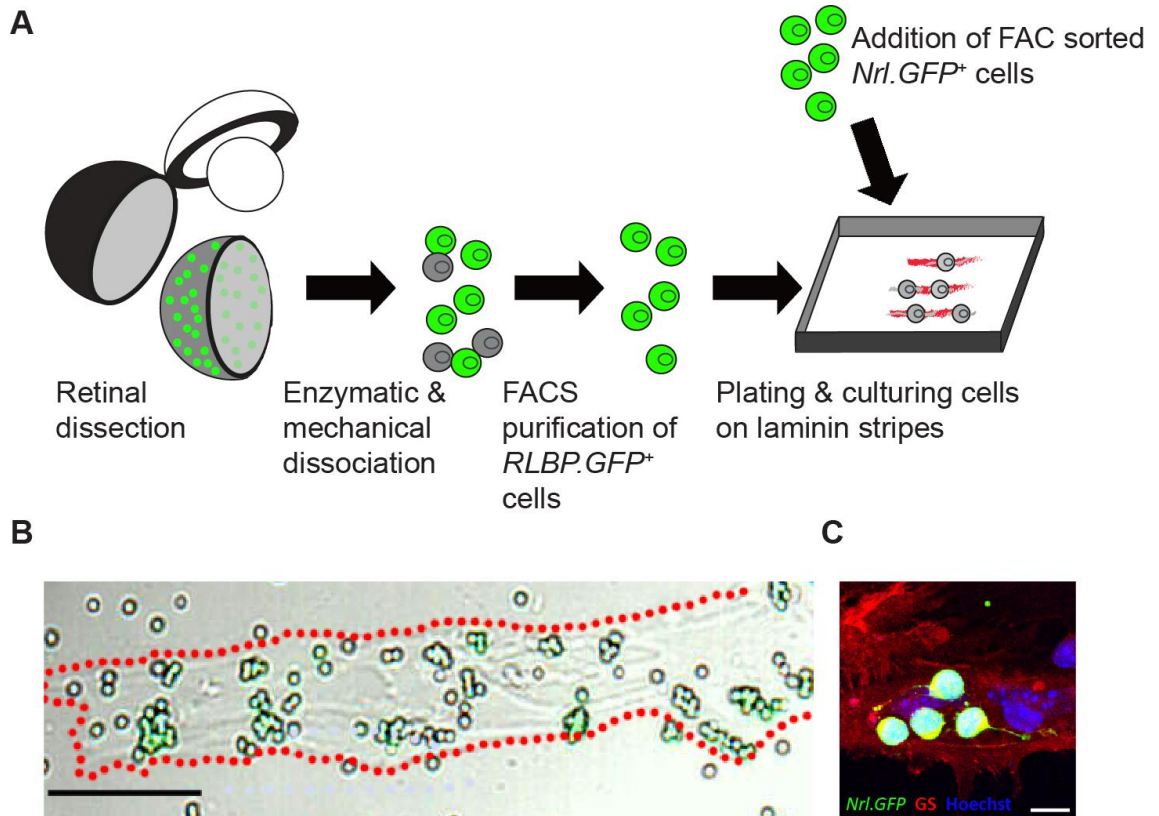 A
Addition of FAC sorted
Nrl.GFP⁺ cells
Retinal
dissection
Enzymatic &
mechanical
dissociation
FACS
purification of
RLBP.GFP⁺
cells
Plating & culturing cells
on laminin stripes
B
C
Nrl.GFP GS Hoechst